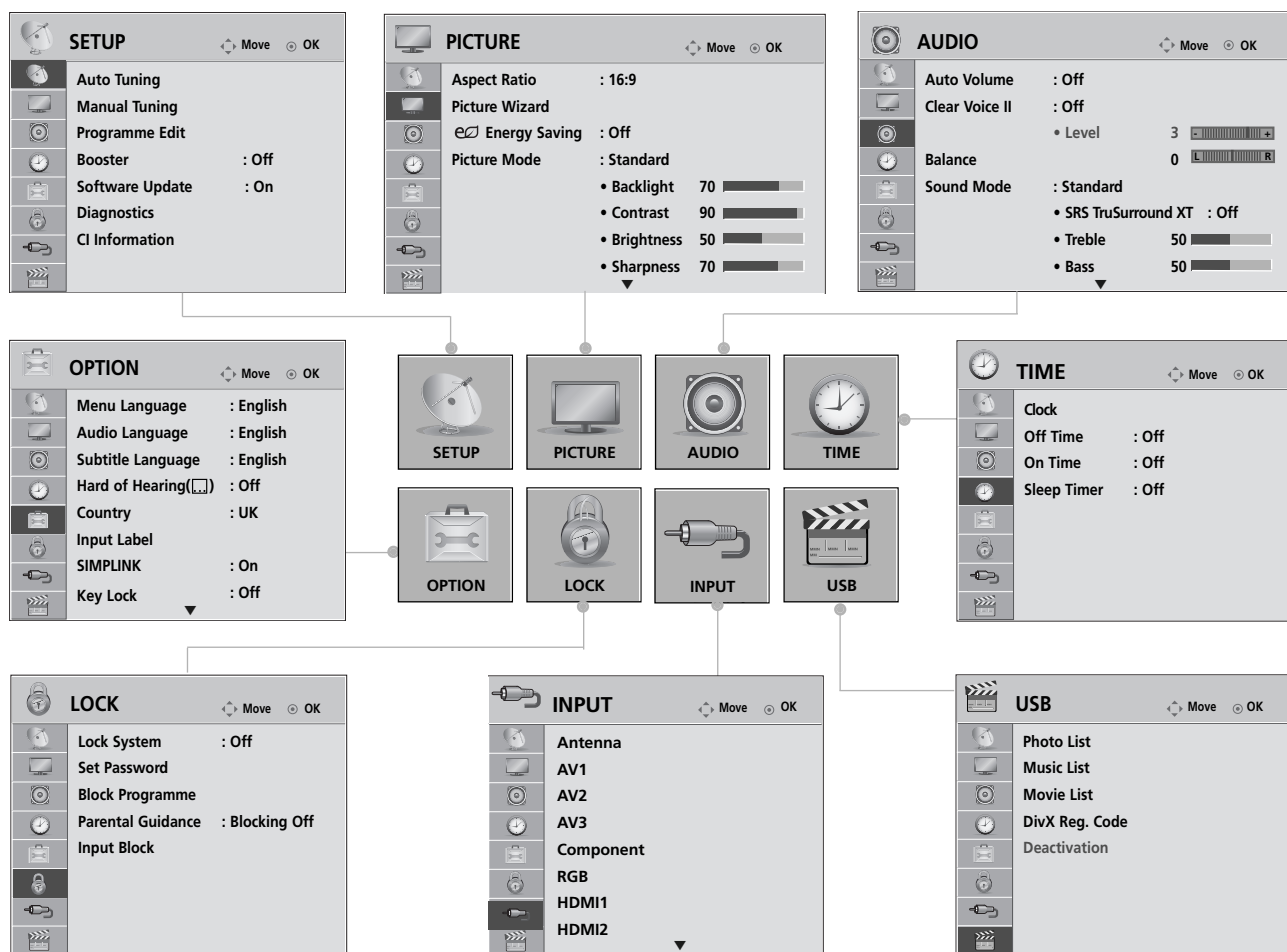 SETUP
Move OK
Auto Tuning
Manual Tuning
Programme Edit
Booster : Off
Software Update : On
Diagnostics
CI Information
PICTURE
Move OK
Aspect Ratio : 16:9
Picture Wizard
Energy Saving : Off
Picture Mode : Standard
• Backlight 70
• Contrast 90
• Brightness 50
• Sharpness 70
AUDIO
Move OK
Auto Volume : Off
Clear Voice II : Off
• Level 3 - +
Balance 0 L R
Sound Mode : Standard
• SRS TruSurround XT : Off
• Treble 50
• Bass 50
OPTION
Move OK
Menu Language : English
Audio Language : English
Subtitle Language : English
Hard of Hearing( ) : Off
Country : UK
Input Label
SIMPLINK : On
Key Lock : Off
SETUP
PICTURE
AUDIO
TIME
OPTION
LOCK
INPUT
USB
TIME
Move OK
Clock
Off Time : Off
On Time : Off
Sleep Timer : Off
LOCK
Move OK
Lock System : Off
Set Password
Block Programme
Parental Guidance : Blocking Off
Input Block
INPUT
Move OK
Antenna
AV1
AV2
AV3
Component
RGB
HDMI1
HDMI2
USB
Move OK
Photo List
Music List
Movie List
DivX Reg. Code
Deactivation